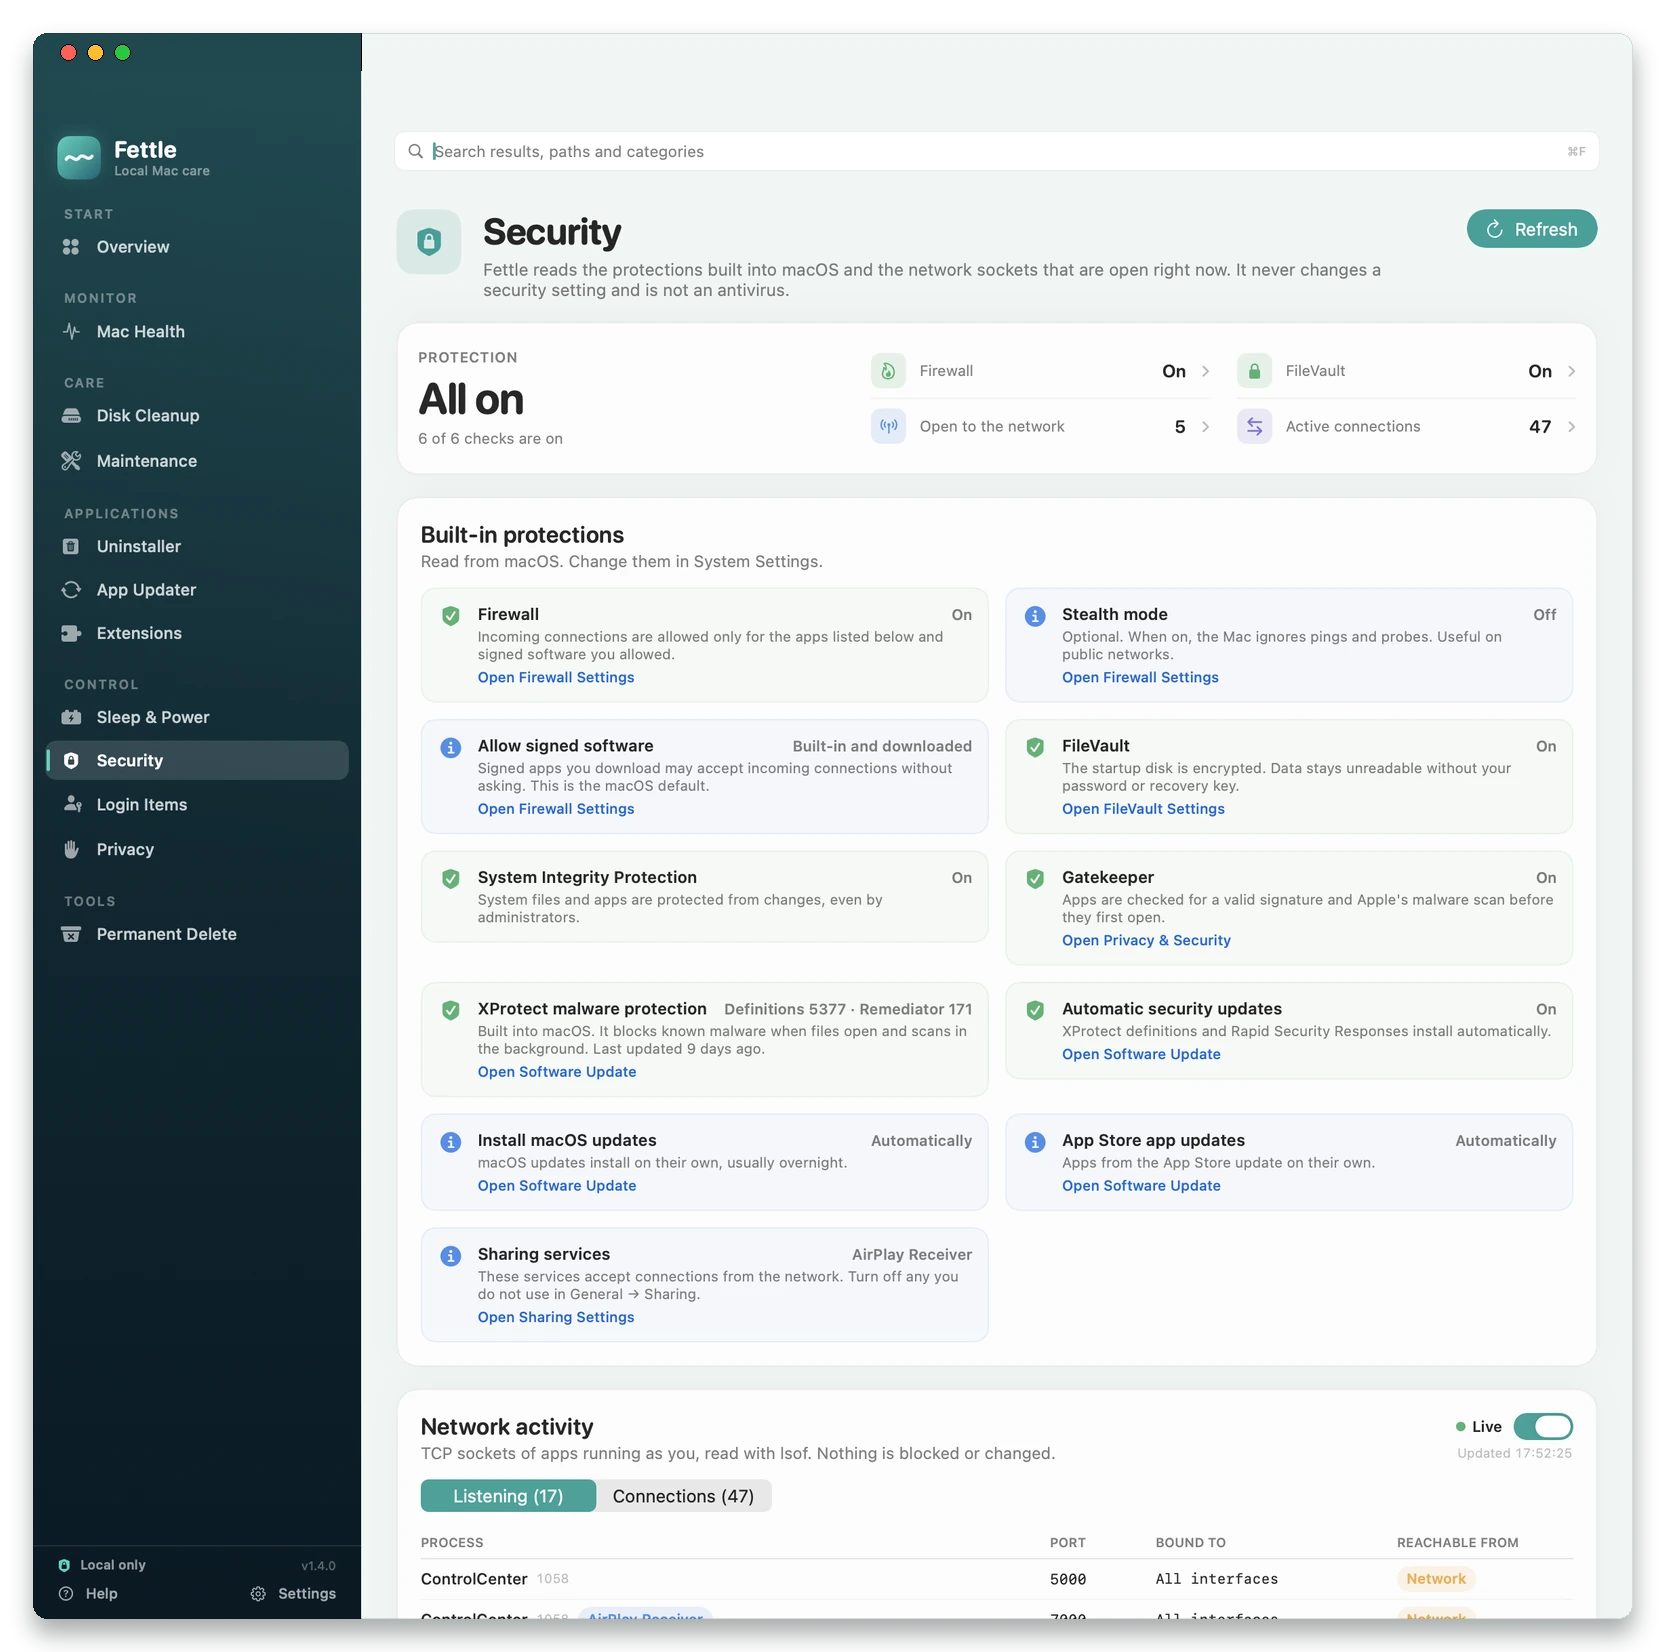 Fettle
Local Mac care
START
Overview
MONITOR
Mac Health
CARE
Disk Cleanup
Maintenance
APPLICATIONS
Uninstaller
App Updater
Extensions
CONTROL
Sleep & Power
Security
Login Items
Privacy
TOOLS
Permanent Delete
Local only
v1.4.0
Help
Settings
Search results, paths and categories
⌘F
Security
Refresh
Fettle reads the protections built into macOS and the network sockets that are open right now. It never changes a
security setting and is not an antivirus.
PROTECTION
All on
6 of 6 checks are on
Firewall On
FileVault On
Open to the network 5
Active connections 47
Built-in protections
Read from macOS. Change them in System Settings.
Firewall On
Incoming connections are allowed only for the apps listed below and
signed software you allowed.
Open Firewall Settings
Stealth mode Off
Optional. When on, the Mac ignores pings and probes. Useful on
public networks.
Open Firewall Settings
Allow signed software Built-in and downloaded
Signed apps you download may accept incoming connections without
asking. This is the macOS default.
Open Firewall Settings
FileVault On
The startup disk is encrypted. Data stays unreadable without your
password or recovery key.
Open FileVault Settings
System Integrity Protection On
System files and apps are protected from changes, even by
administrators.
Gatekeeper On
Apps are checked for a valid signature and Apple's malware scan before
they first open.
Open Privacy & Security
XProtect malware protection Definitions 5377 · Remediator 171
Built into macOS. It blocks known malware when files open and scans in
the background. Last updated 9 days ago.
Open Software Update
Automatic security updates On
XProtect definitions and Rapid Security Responses install automatically.
Open Software Update
Install macOS updates Automatically
macOS updates install on their own, usually overnight.
Open Software Update
App Store app updates Automatically
Apps from the App Store update on their own.
Open Software Update
Sharing services AirPlay Receiver
These services accept connections from the network. Turn off any you
do not use in General → Sharing.
Open Sharing Settings
Network activity
Live
TCP sockets of apps running as you, read with lsof. Nothing is blocked or changed.
Updated 17:52:25
Listening (17) Connections (47)
PROCESS PORT BOUND TO REACHABLE FROM
ControlCenter 1058 5000 All interfaces Network
ControlCenter 1058 AirPlay Receiver 7000 All interfaces Network